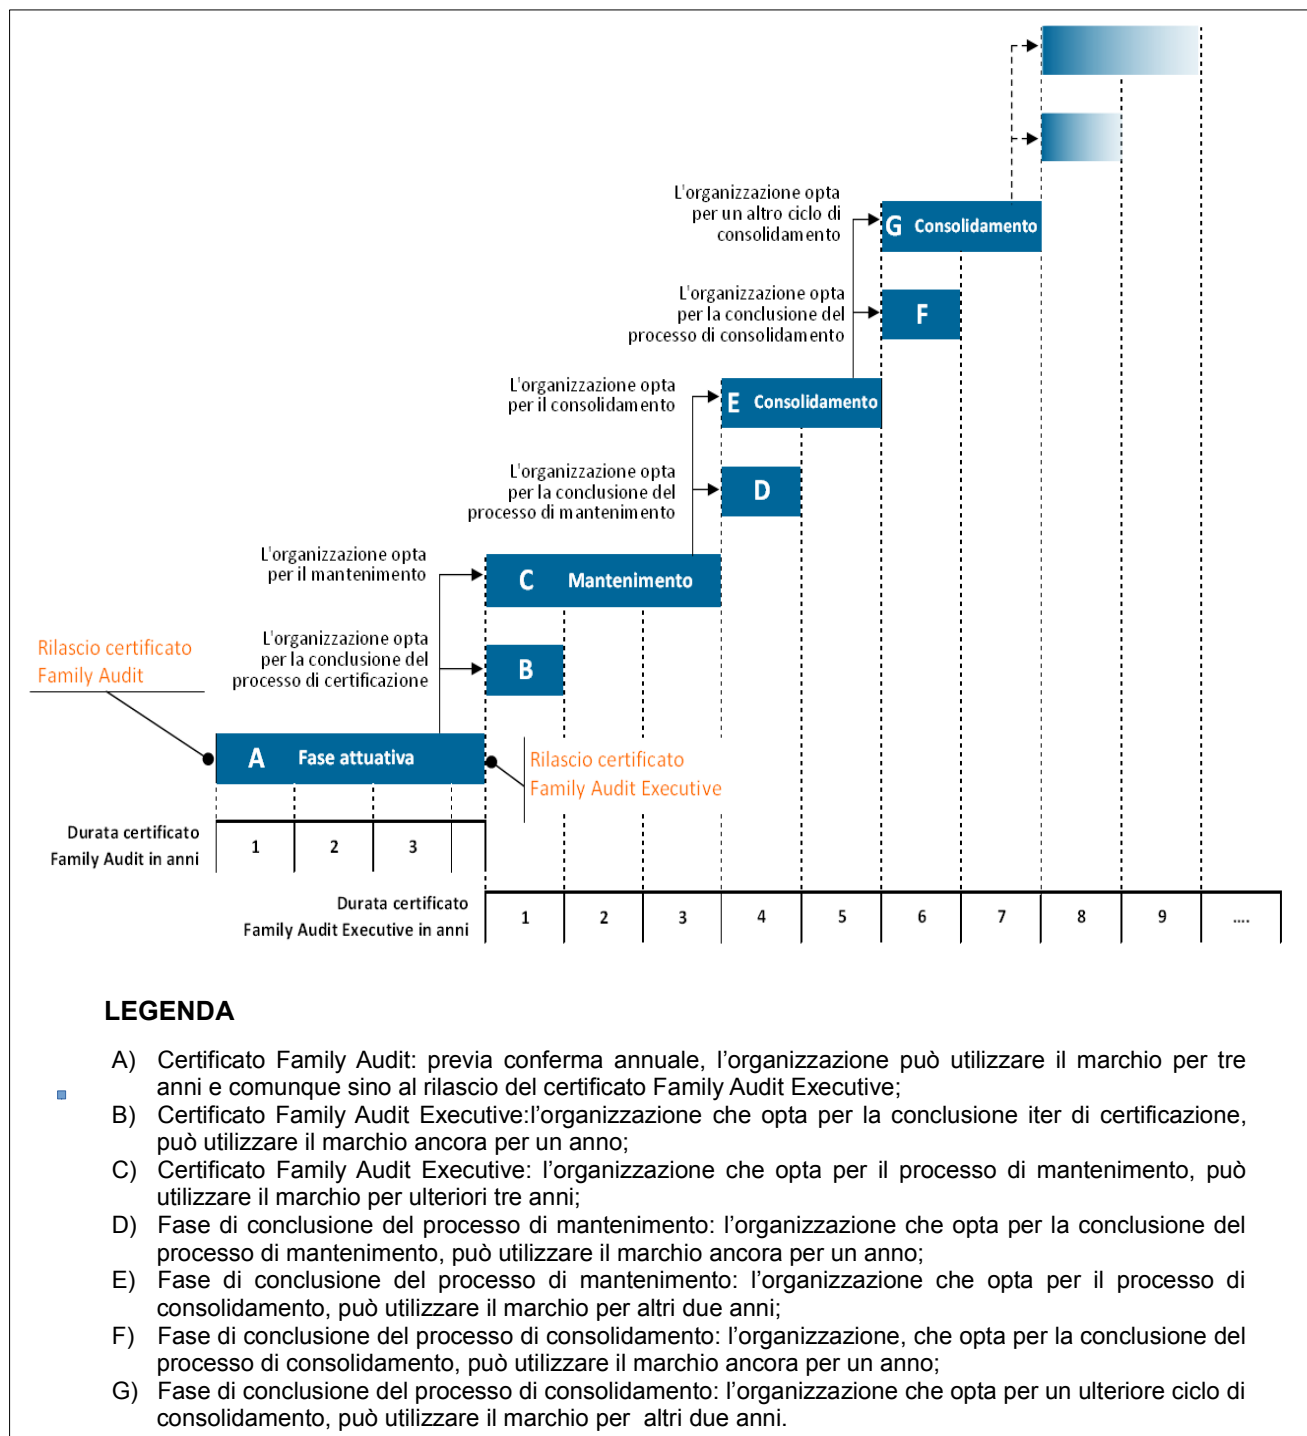 L'organizzazione opta
per un altro ciclo di
consolidamento
G Consolidamento
L'organizzazione opta
per la conclusione del
processo di consolidamento
F
L'organizzazione opta
per il consolidamento
E Consolidamento
L'organizzazione opta
per la conclusione del
processo di mantenimento
D
L'organizzazione opta
per il mantenimento
C Mantenimento
L'organizzazione opta
per la conclusione del
processo di certificazione
B
Rilascio certificato
Family Audit
A Fase attuativa
Rilascio certificato
Family Audit Executive
Durata certificato
Family Audit in anni
1 2 3
Durata certificato
Family Audit Executive in anni
1 2 3 4 5 6 7 8 9 ....
LEGENDA
A) Certificato Family Audit: previa conferma annuale, l’organizzazione può utilizzare il marchio per tre
anni e comunque sino al rilascio del certificato Family Audit Executive;
B) Certificato Family Audit Executive:l’organizzazione che opta per la conclusione iter di certificazione,
può utilizzare il marchio ancora per un anno;
C) Certificato Family Audit Executive: l’organizzazione che opta per il processo di mantenimento, può
utilizzare il marchio per ulteriori tre anni;
D) Fase di conclusione del processo di mantenimento: l’organizzazione che opta per la conclusione del
processo di mantenimento, può utilizzare il marchio ancora per un anno;
E) Fase di conclusione del processo di mantenimento: l’organizzazione che opta per il processo di
consolidamento, può utilizzare il marchio per altri due anni;
F) Fase di conclusione del processo di consolidamento: l’organizzazione, che opta per la conclusione del
processo di consolidamento, può utilizzare il marchio ancora per un anno;
G) Fase di conclusione del processo di consolidamento: l’organizzazione che opta per un ulteriore ciclo di
consolidamento, può utilizzare il marchio per altri due anni.